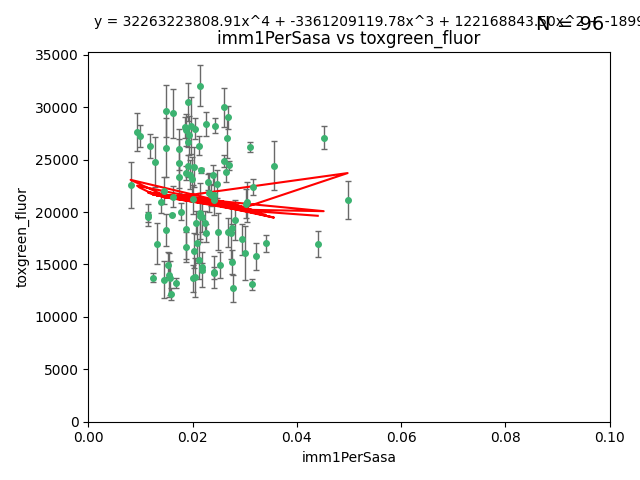 y = 32263223808.91x^4 + -3361209119.78x^3 + 122168843.50x^2 + -1899
N = 96
imm1PerSasa vs toxgreen_fluor
35000
30000
25000
20000
15000
10000
5000
0
toxgreen_fluor
0.00 0.02 0.04 0.06 0.08 0.10
imm1PerSasa